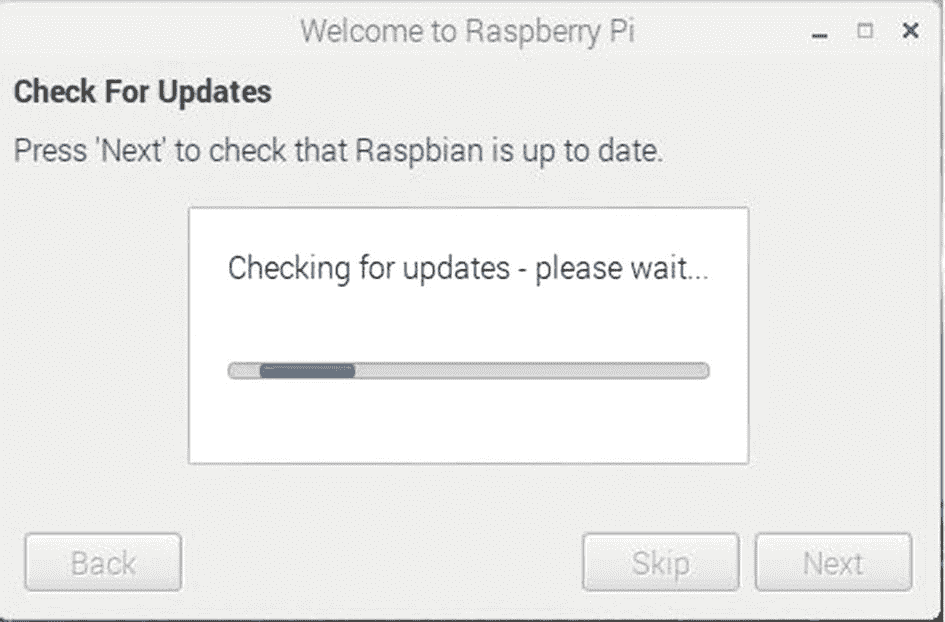 Welcome to Raspberry Pi
Check For Updates
Press 'Next' to check that Raspbian is up to date.
Checking for updates - please wait...
Back
Skip
Next